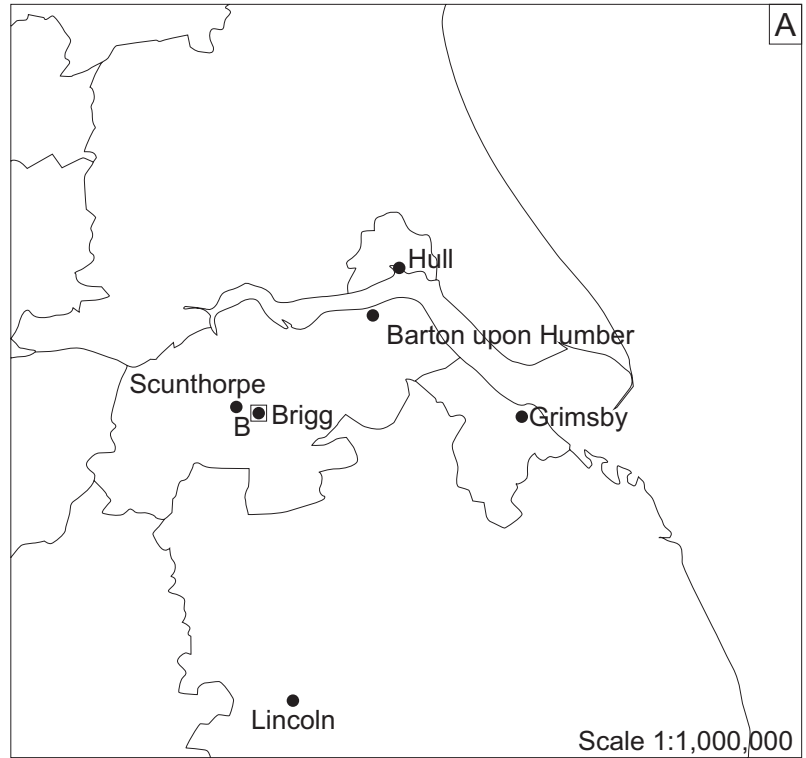 A
Hull
Barton upon Humber
Scunthorpe
B
Brigg
Grimsby
Lincoln
Scale 1:1,000,000